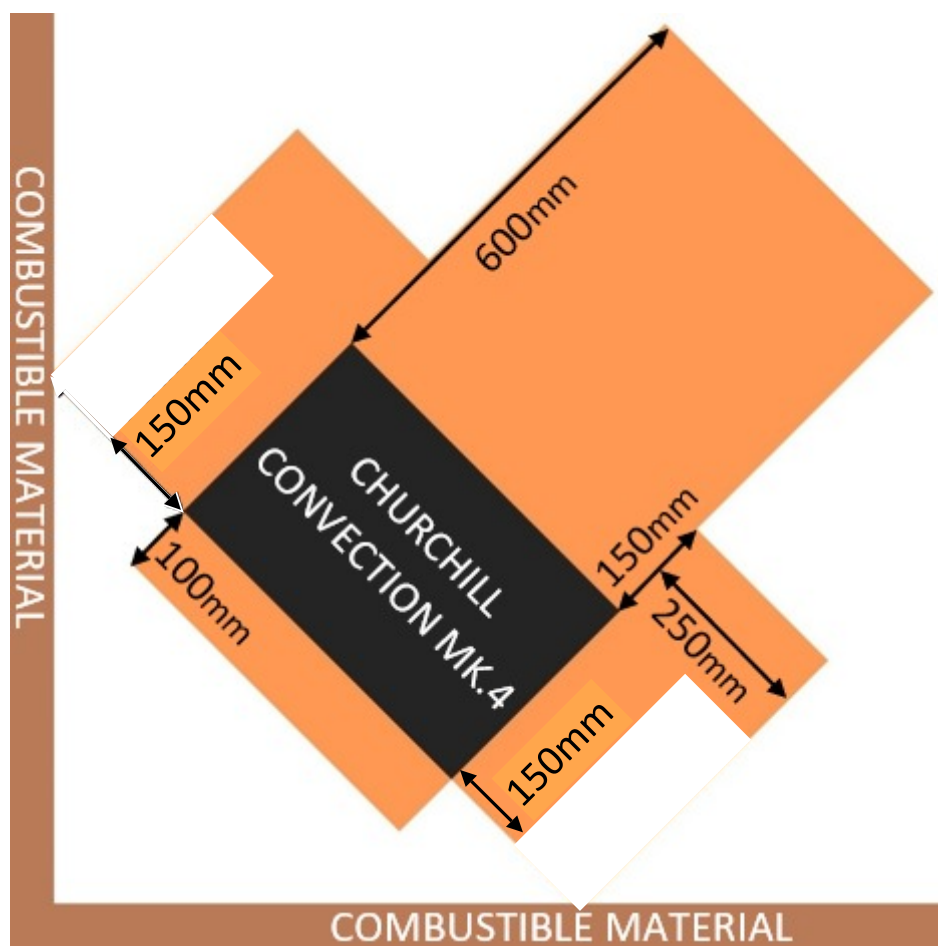 COMBUSTIBLE MATERIAL
600mm
150mm
CHURCHILL
CONVECTION MK.4
100mm
150mm
250mm
150mm
COMBUSTIBLE MATERIAL